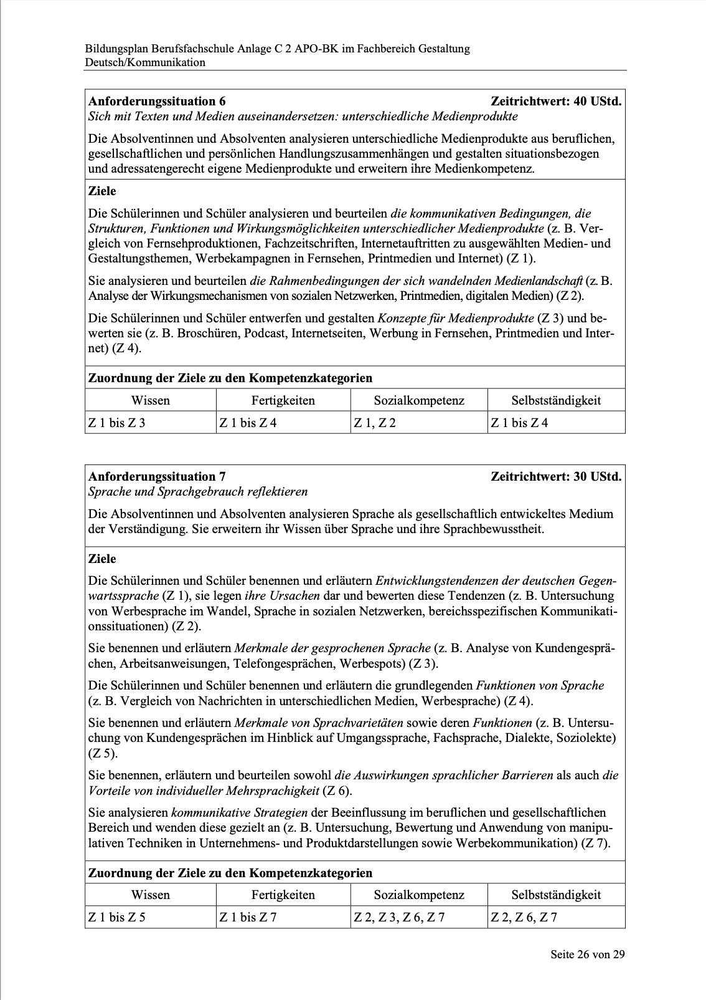 Bildungsplan Berufsfachschule Anlage C 2 APO-BK im Fachbereich Gestaltung
Deutsch/Kommunikation
Anforderungssituation 6 Zeitrichtwert: 40 UStd.
Sich mit Texten und Medien auseinandersetzen: unterschiedliche Medienprodukte
Die Absolventinnen und Absolventen analysieren unterschiedliche Medienprodukte aus beruflichen,
gesellschaftlichen und persönlichen Handlungszusammenhängen und gestalten situationsbezogen
und adressatengerecht eigene Medienprodukte und erweitern ihre Medienkompetenz.
Ziele
Die Schülerinnen und Schüler analysieren und beurteilen die kommunikativen Bedingungen, die
Strukturen, Funktionen und Wirkungsmöglichkeiten unterschiedlicher Medienprodukte (z. B. Ver-
gleich von Fernsehproduktionen, Fachzeitschriften, Internetauftritten zu ausgewählten Medien- und
Gestaltungsthemen, Werbekampagnen in Fernsehen, Printmedien und Internet) (Z 1).
Sie analysieren und beurteilen die Rahmenbedingungen der sich wandelnden Medienlandschaft (z. B.
Analyse der Wirkungsmechanismen von sozialen Netzwerken, Printmedien, digitalen Medien) (Z 2).
Die Schülerinnen und Schüler entwerfen und gestalten Konzepte für Medienprodukte (Z 3) und be-
werten sie (z. B. Broschüren, Podcast, Internetseiten, Werbung in Fernsehen, Printmedien und Inter-
net) (Z 4).
Zuordnung der Ziele zu den Kompetenzkategorien
Wissen Fertigkeiten Sozialkompetenz Selbstständigkeit
Z 1 bis Z 3 Z 1 bis Z 4 Z 1, Z 2 Z 1 bis Z 4
Anforderungssituation 7 Zeitrichtwert: 30 UStd.
Sprache und Sprachgebrauch reflektieren
Die Absolventinnen und Absolventen analysieren Sprache als gesellschaftlich entwickeltes Medium
der Verständigung. Sie erweitern ihr Wissen über Sprache und ihre Sprachbewusstheit.
Ziele
Die Schülerinnen und Schüler benennen und erläutern Entwicklungstendenzen der deutschen Gegen-
wartssprache (Z 1), sie legen ihre Ursachen dar und bewerten diese Tendenzen (z. B. Untersuchung
von Werbesprache im Wandel, Sprache in sozialen Netzwerken, bereichsspezifischen Kommunikati-
onssituationen) (Z 2).
Sie benennen und erläutern Merkmale der gesprochenen Sprache (z. B. Analyse von Kundengesprä-
chen, Arbeitsanweisungen, Telefongesprächen, Werbespots) (Z 3).
Die Schülerinnen und Schüler benennen und erläutern die grundlegenden Funktionen von Sprache
(z. B. Vergleich von Nachrichten in unterschiedlichen Medien, Werbesprache) (Z 4).
Sie benennen und erläutern Merkmale von Sprachvarietäten sowie deren Funktionen (z. B. Untersu-
chung von Kundengesprächen im Hinblick auf Umgangssprache, Fachsprache, Dialekte, Soziolekte)
(Z 5).
Sie benennen, erläutern und beurteilen sowohl die Auswirkungen sprachlicher Barrieren als auch die
Vorteile von individueller Mehrsprachigkeit (Z 6).
Sie analysieren kommunikative Strategien der Beeinflussung im beruflichen und gesellschaftlichen
Bereich und wenden diese gezielt an (z. B. Untersuchung, Bewertung und Anwendung von manipu-
lativen Techniken in Unternehmens- und Produktdarstellungen sowie Werbekommunikation) (Z 7).
Zuordnung der Ziele zu den Kompetenzkategorien
Wissen Fertigkeiten Sozialkompetenz Selbstständigkeit
Z 1 bis Z 5 Z 1 bis Z 7 Z 2, Z 3, Z 6, Z 7 Z 2, Z 6, Z 7
Seite 26 von 29